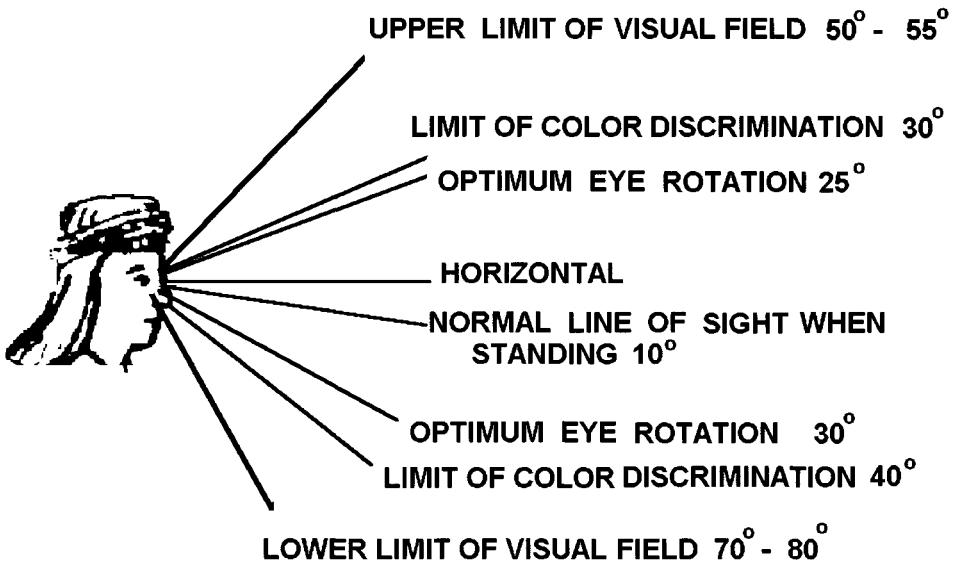 UPPER LIMIT OF VISUAL FIELD 50° - 55°
LIMIT OF COLOR DISCRIMINATION 30°
OPTIMUM EYE ROTATION 25°
HORIZONTAL
NORMAL LINE OF SIGHT WHEN
STANDING 10°
OPTIMUM EYE ROTATION 30°
LIMIT OF COLOR DISCRIMINATION 40°
LOWER LIMIT OF VISUAL FIELD 70° - 80°